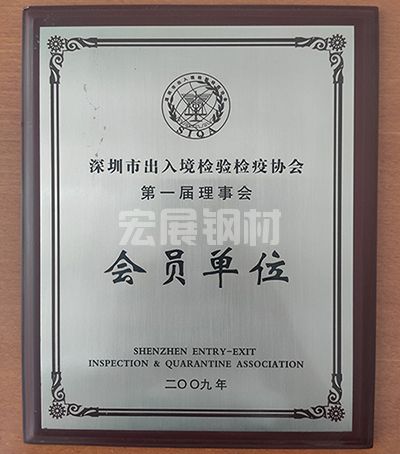 SIQA
深圳市出入境检验检疫协会
第一届理事会
宏展钢材
会员单位
SHENZHEN ENTRY-EXIT
INSPECTION & QUARANTINE ASSOCIATION
二〇〇九年